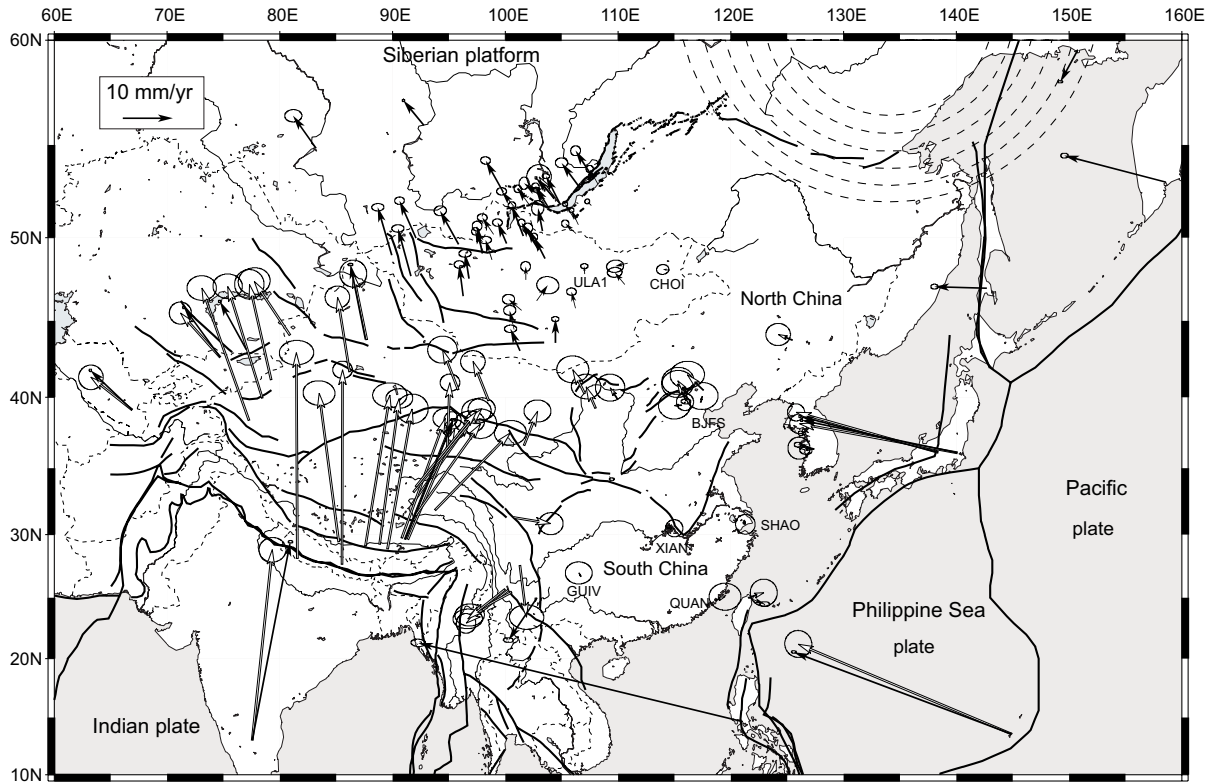 60E 70E 80E 90E 100E 110E 120E 130E 140E 150E 160E
60N
Siberian platform
10 mm/yr
50N
ULA1
CHOI
North China
40N
BJFS
Pacific
plate
30N
SHAO
XIAN
South China
GUIV
QUAN
Philippine Sea
plate
20N
Indian plate
10N